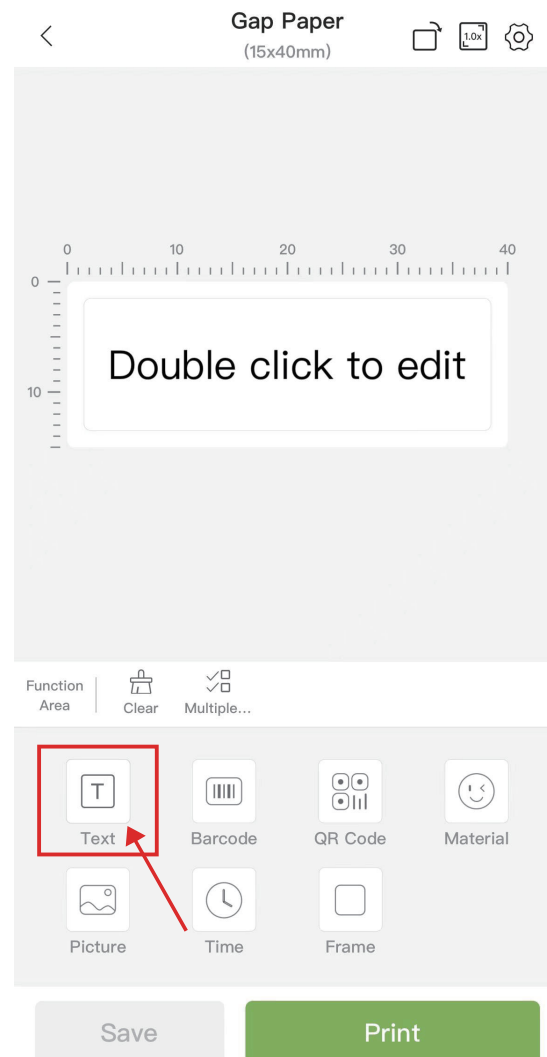 Gap Paper
(15x40mm)
1.0x
0 10 20 30 40
0
Double click to edit
10
Function
Area
Clear
Multiple...
T
Text
Barcode
QR Code
Material
Picture
Time
Frame
Save
Print